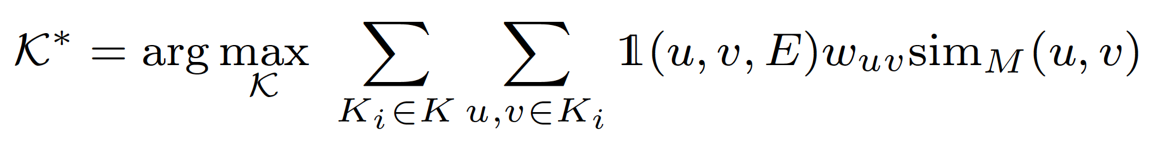 𝒦* = arg max_𝒦 ∑_{K_i∈K} ∑_{u,v∈K_i} 𝟙(u, v, E)w_{uv}sim_M(u, v)